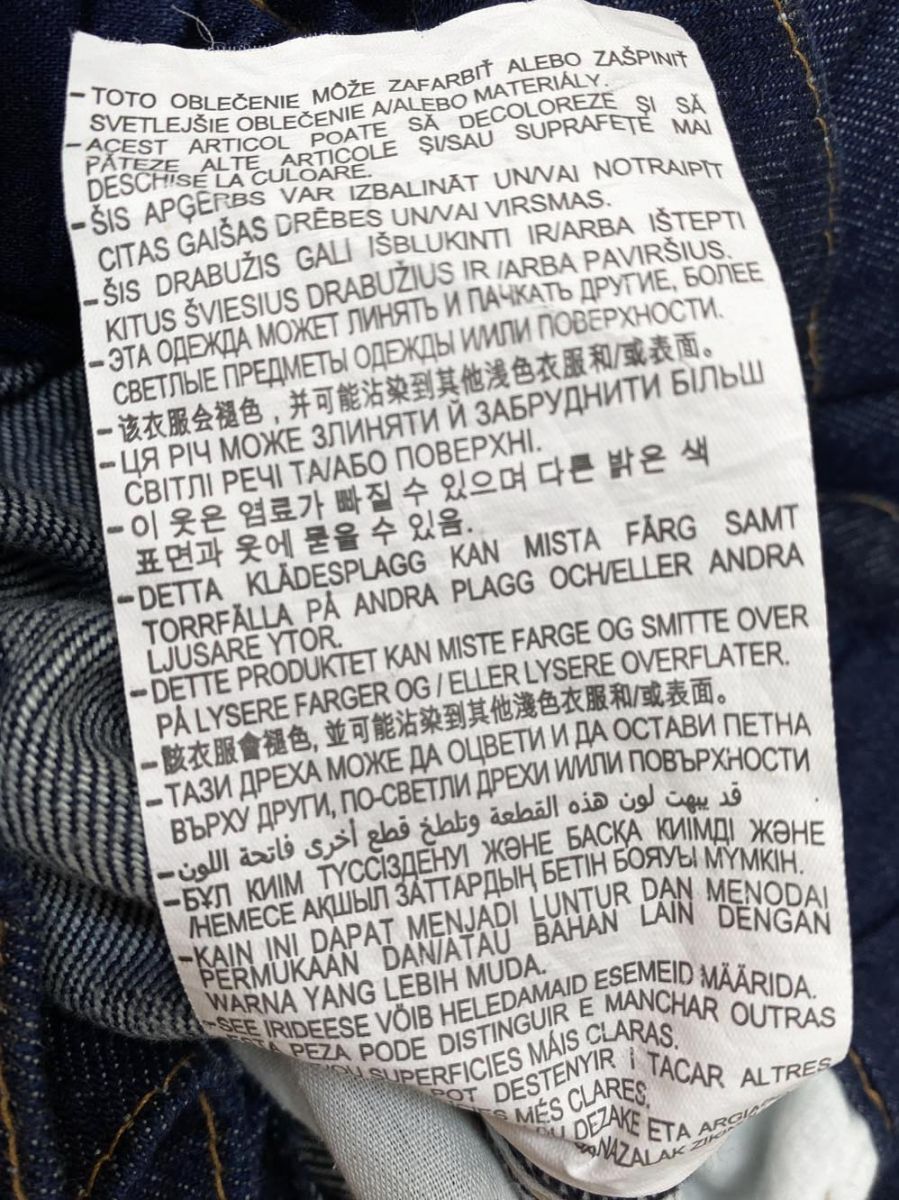 - TOTO OBLEČENIE MÔŽE ZAFARBIŤ ALEBO ZAŠPINIŤ
SVETLEJŠIE OBLEČENIE A/ALEBO MATERIÁLY.
- ACEST ARTICOL POATE SĂ DECOLOREZE ȘI SĂ
PĂTEZE ALTE ARTICOLE ȘI/SAU SUPRAFEȚE MAI
DESCHISE LA CULOARE.
- ŠIS APĢĒRBS VAR IZBALINĀT UN/VAI NOTRAIPĪT
CITAS GAIŠAS DRĒBES UN/VAI VIRSMAS.
- ŠIS DRABUŽIS GALI IŠBLUKINTI IR/ARBA IŠTEPTI
KITUS ŠVIESIUS DRABUŽIUS IR /ARBA PAVIRŠIUS.
- ЭТА ОДЕЖДА МОЖЕТ ЛИНЯТЬ И ПАЧКАТЬ ДРУГИЕ, БОЛЕЕ
СВЕТЛЫЕ ПРЕДМЕТЫ ОДЕЖДЫ И/ИЛИ ПОВЕРХНОСТИ.
- 该衣服会褪色，并可能沾染到其他浅色衣服和/或表面。
- ЦЯ РІЧ МОЖЕ ЗЛИНЯТИ Й ЗАБРУДНИТИ БІЛЬШ
СВІТЛІ РЕЧІ ТА/АБО ПОВЕРХНІ.
- 이 옷은 염료가 빠질 수 있으며 다른 밝은 색
표면과 옷에 묻을 수 있음.
- DETTA KLÄDESPLAGG KAN MISTA FÄRG SAMT
TORRFÄLLA PÅ ANDRA PLAGG OCH/ELLER ANDRA
LJUSARE YTOR.
- DETTE PRODUKTET KAN MISTE FARGE OG SMITTE OVER
PÅ LYSERE FARGER OG / ELLER LYSERE OVERFLATER.
- 該衣服會褪色, 並可能沾染到其他淺色衣服和/或表面。
- ТАЗИ ДРЕХА МОЖЕ ДА ОЦВЕТИ И ДА ОСТАВИ ПЕТНА
ВЪРХУ ДРУГИ, ПО-СВЕТЛИ ДРЕХИ И/ИЛИ ПОВЪРХНОСТИ
- قد يبهت لون هذه القطعة وتلطخ قطع أخرى فاتحة اللون
- БҰЛ КИІМ ТҮССІЗДЕНУІ ЖӘНЕ БАСҚА КИІМДІ ЖӘНЕ
/НЕМЕСЕ АҚШЫЛ ЗАТТАРДЫҢ БЕТІН БОЯУЫ МҮМКІН.
- KAIN INI DAPAT MENJADI LUNTUR DAN MENODAI
PERMUKAAN DAN/ATAU BAHAN LAIN DENGAN
WARNA YANG LEBIH MUDA.
- SEE IRIDEESE VÕIB HELEDAMAID ESEMEID MÄÄRIDA.
PEZA PODE DISTINGUIR E MANCHAR OUTRAS
SUPERFICIES MÁIS CLARAS.
POT DESTENYIR I TACAR ALTRES
MÉS CLARES.
DEZAKE ETA
NAZALAK